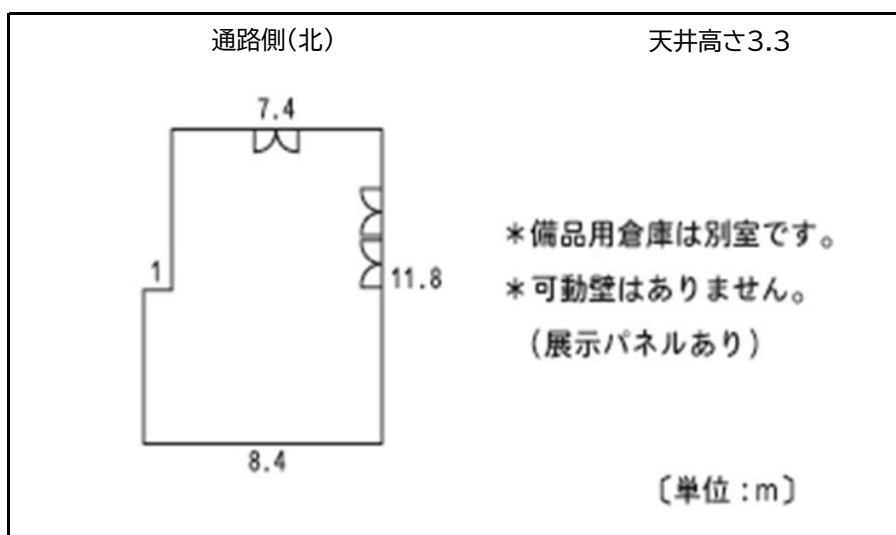 通路側(北)
天井高さ3.3
7.4
1
11.8
8.4
*備品用倉庫は別室です。
*可動壁はありません。
(展示パネルあり)
〔単位:m〕